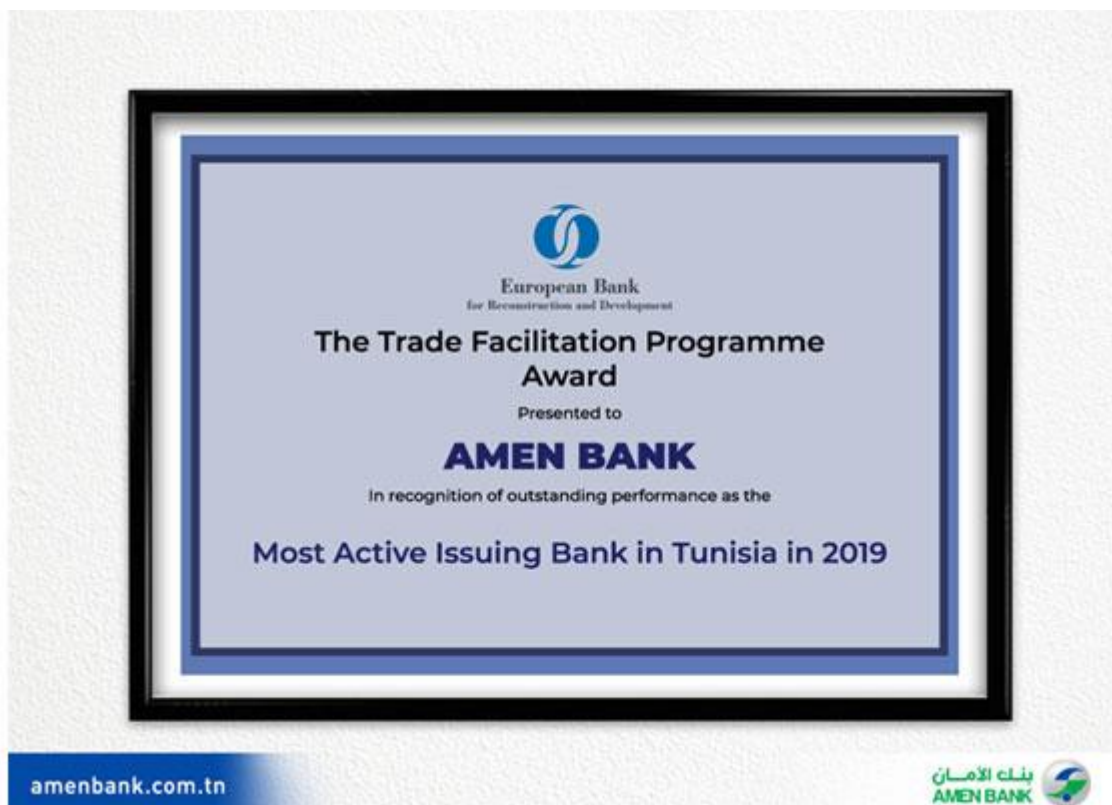 European Bank
for Reconstruction and Development
The Trade Facilitation Programme
Award
Presented to
AMEN BANK
In recognition of outstanding performance as the
Most Active Issuing Bank in Tunisia in 2019
amenbank.com.tn
بنك الأمــان
AMEN BANK